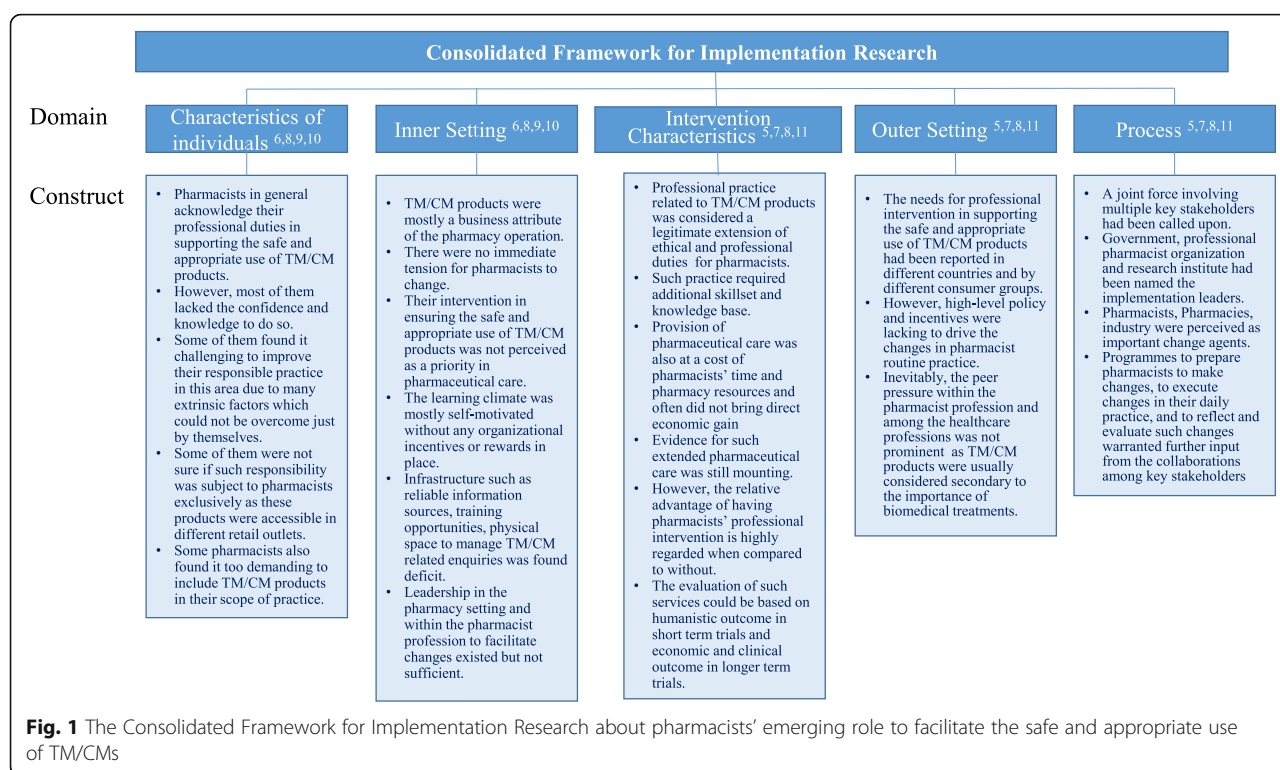 Consolidated Framework for Implementation Research
Domain
Characteristics of
individuals 6,8,9,10
Inner Setting 6,8,9,10
Intervention
Characteristics 5,7,8,11
Outer Setting 5,7,8,11
Process 5,7,8,11
Construct
• Pharmacists in general
acknowledge their
professional duties in
supporting the safe and
appropriate use of TM/CM
products.
• However, most of them
lacked the confidence and
knowledge to do so.
• Some of them found it
challenging to improve
their responsible practice
in this area due to many
extrinsic factors which
could not be overcome just
by themselves.
• Some of them were not
sure if such responsibility
was subject to pharmacists
exclusively as these
products were accessible in
different retail outlets.
• Some pharmacists also
found it too demanding to
include TM/CM products
in their scope of practice.
• TM/CM products were
mostly a business attribute
of the pharmacy operation.
• There were no immediate
tension for pharmacists to
change.
• Their intervention in
ensuring the safe and
appropriate use of TM/CM
products was not perceived
as a priority in
pharmaceutical care.
• The learning climate was
mostly self-motivated
without any organizational
incentives or rewards in
place.
• Infrastructure such as
reliable information
sources, training
opportunities, physical
space to manage TM/CM
related enquiries was found
deficit.
• Leadership in the
pharmacy setting and
within the pharmacist
profession to facilitate
changes existed but not
sufficient.
• Professional practice
related to TM/CM products
was considered a
legitimate extension of
ethical and professional
duties for pharmacists.
• Such practice required
additional skillset and
knowledge base.
• Provision of
pharmaceutical care was
also at a cost of
pharmacists' time and
pharmacy resources and
often did not bring direct
economic gain
• Evidence for such
extended pharmaceutical
care was still mounting.
• However, the relative
advantage of having
pharmacists' professional
intervention is highly
regarded when compared
to without.
• The evaluation of such
services could be based on
humanistic outcome in
short term trials and
economic and clinical
outcome in longer term
trials.
• The needs for professional
intervention in supporting
the safe and appropriate
use of TM/CM products
had been reported in
different countries and by
different consumer groups.
• However, high-level policy
and incentives were
lacking to drive the
changes in pharmacist
routine practice.
• Inevitably, the peer
pressure within the
pharmacist profession and
among the healthcare
professions was not
prominent as TM/CM
products were usually
considered secondary to
the importance of
biomedical treatments.
• A joint force involving
multiple key stakeholders
had been called upon.
• Government, professional
pharmacist organization
and research institute had
been named the
implementation leaders.
• Pharmacists, Pharmacies,
industry were perceived as
important change agents.
• Programmes to prepare
pharmacists to make
changes, to execute
changes in their daily
practice, and to reflect and
evaluate such changes
warranted further input
from the collaborations
among key stakeholders
Fig. 1 The Consolidated Framework for Implementation Research about pharmacists' emerging role to facilitate the safe and appropriate use
of TM/CMs